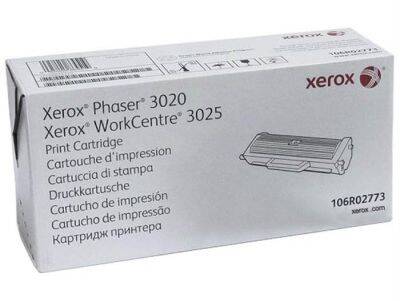 xerox
Xerox® Phaser® 3020
Xerox® WorkCentre® 3025
Print Cartridge
Cartouche d'impression
Cartuccia di stampa
Druckkartusche
Cartucho de impresión
Cartucho de impressão
Картридж принтера
106R02773
xerox.com